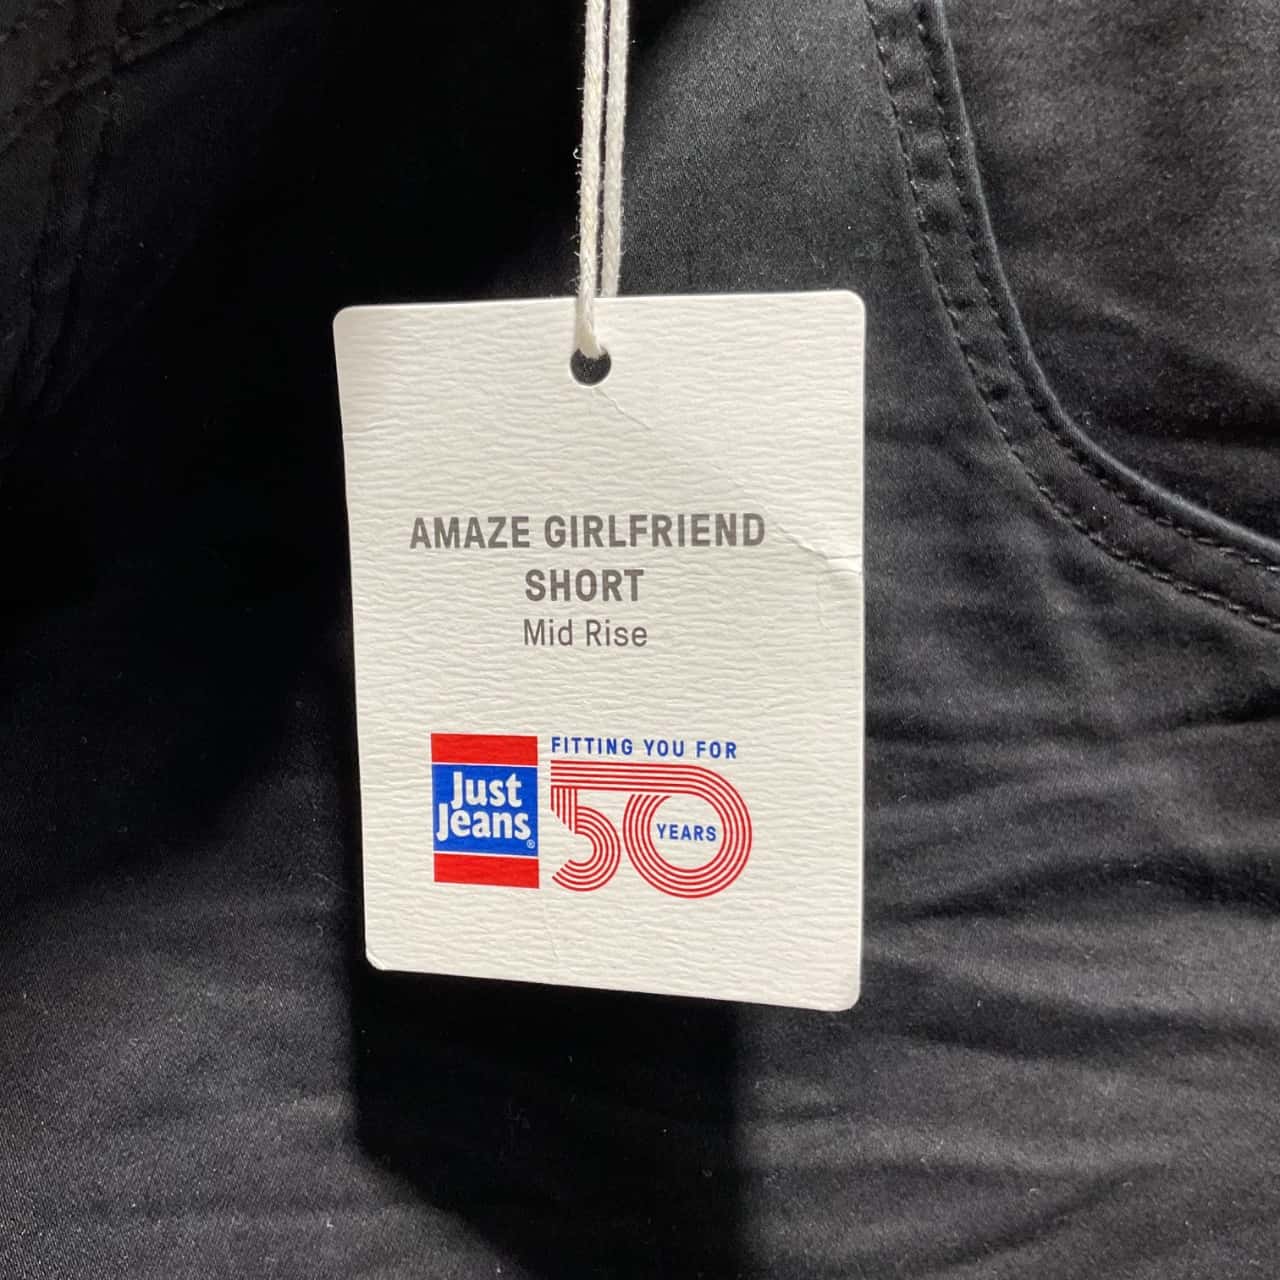 AMAZE GIRLFRIEND
SHORT
Mid Rise
FITTING YOU FOR
Just
Jeans®
50
YEARS